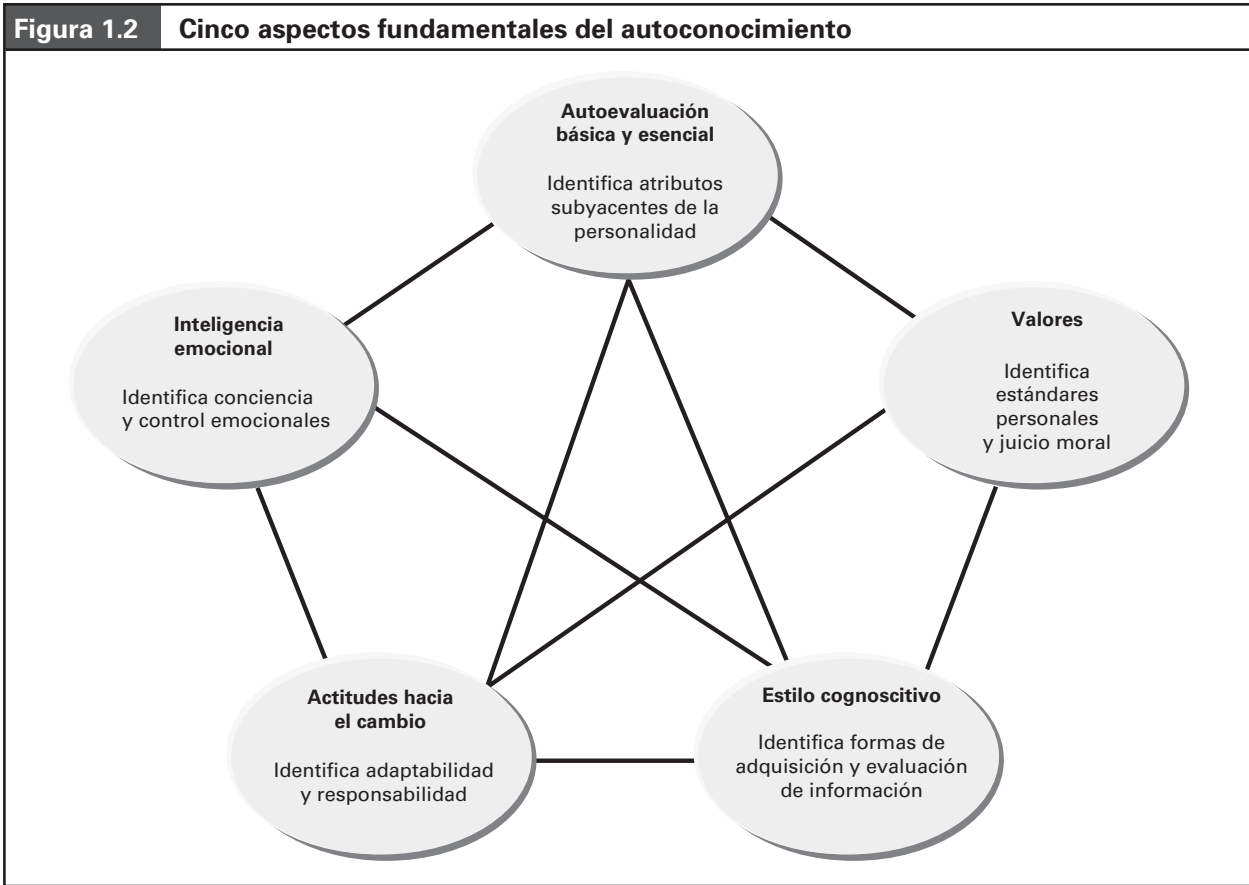 Figura 1.2 Cinco aspectos fundamentales del autoconocimiento
Autoevaluación
básica y esencial
Identifica atributos
subyacentes de la
personalidad
Inteligencia
emocional
Identifica conciencia
y control emocionales
Valores
Identifica
estándares
personales
y juicio moral
Actitudes hacia
el cambio
Identifica adaptabilidad
y responsabilidad
Estilo cognoscitivo
Identifica formas de
adquisición y evaluación
de información